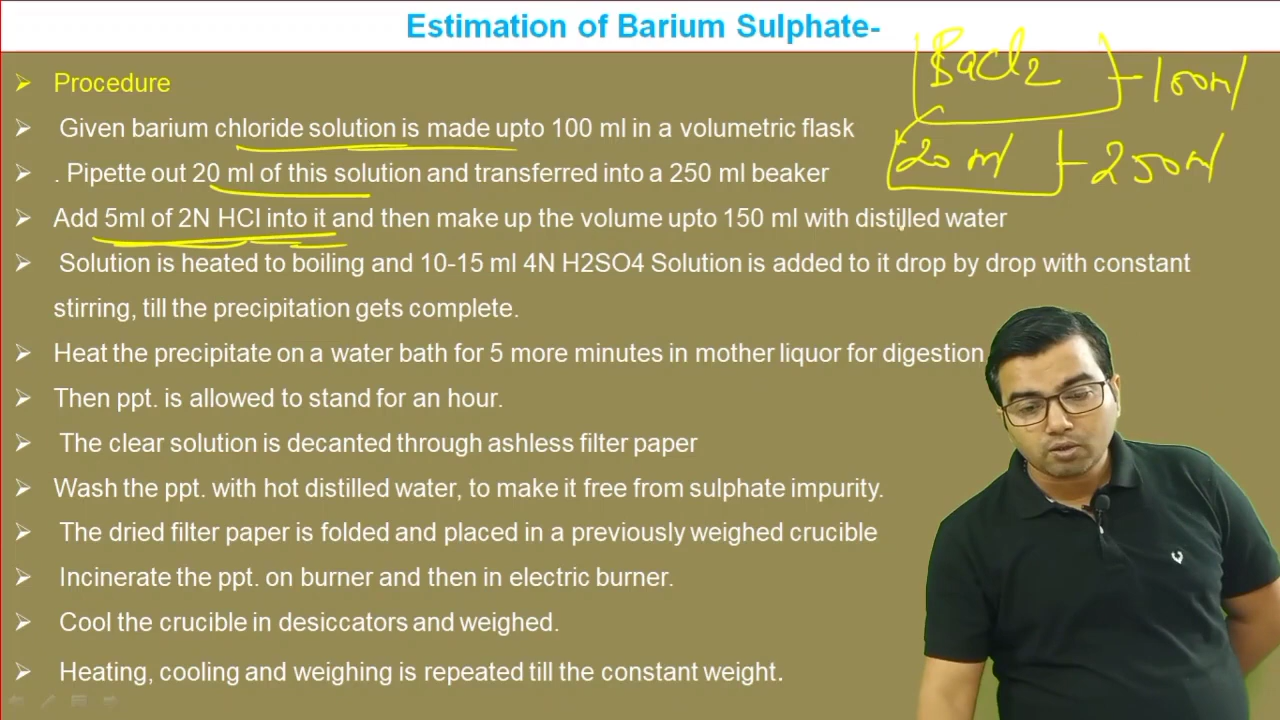 Estimation of Barium Sulphate-
BaCl2 - 100ml
Procedure
Given barium chloride solution is made upto 100 ml in a volumetric flask
20 ml - 250ml
. Pipette out 20 ml of this solution and transferred into a 250 ml beaker
Add 5ml of 2N HCl into it and then make up the volume upto 150 ml with distilled water
Solution is heated to boiling and 10-15 ml 4N H2SO4 Solution is added to it drop by drop with constant
stirring, till the precipitation gets complete.
Heat the precipitate on a water bath for 5 more minutes in mother liquor for digestion
Then ppt. is allowed to stand for an hour.
The clear solution is decanted through ashless filter paper
Wash the ppt. with hot distilled water, to make it free from sulphate impurity.
The dried filter paper is folded and placed in a previously weighed crucible
Incinerate the ppt. on burner and then in electric burner.
Cool the crucible in desiccators and weighed.
Heating, cooling and weighing is repeated till the constant weight.